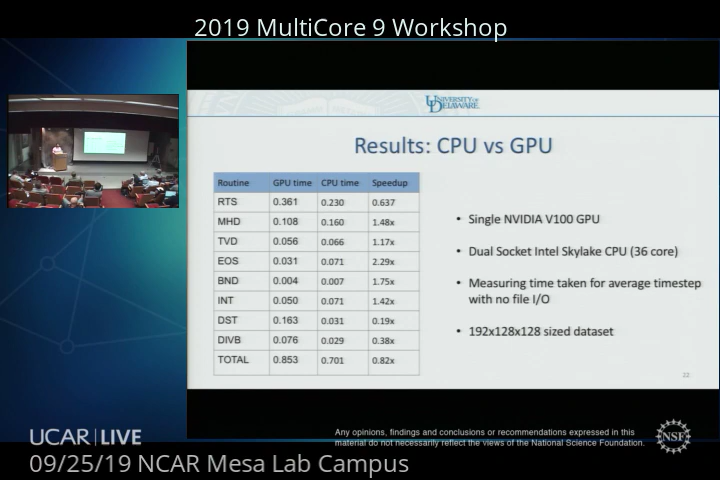 2019 MultiCore 9 Workshop
UNIVERSITY OF
DELAWARE
Results: CPU vs GPU
Routine GPU time CPU time Speedup
RTS 0.361 0.230 0.637
MHD 0.108 0.160 1.48x
TVD 0.056 0.066 1.17x
EOS 0.031 0.071 2.29x
BND 0.004 0.007 1.75x
INT 0.050 0.071 1.42x
DST 0.163 0.031 0.19x
DIVB 0.076 0.029 0.38x
TOTAL 0.853 0.701 0.82x
• Single NVIDIA V100 GPU
• Dual Socket Intel Skylake CPU (36 core)
• Measuring time taken for average timestep
with no file I/O
• 192x128x128 sized dataset
22
UCAR|LIVE
Any opinions, findings and conclusions or recommendations expressed in this
material do not necessarily reflect the views of the National Science Foundation.
NSF
09/25/19 NCAR Mesa Lab Campus